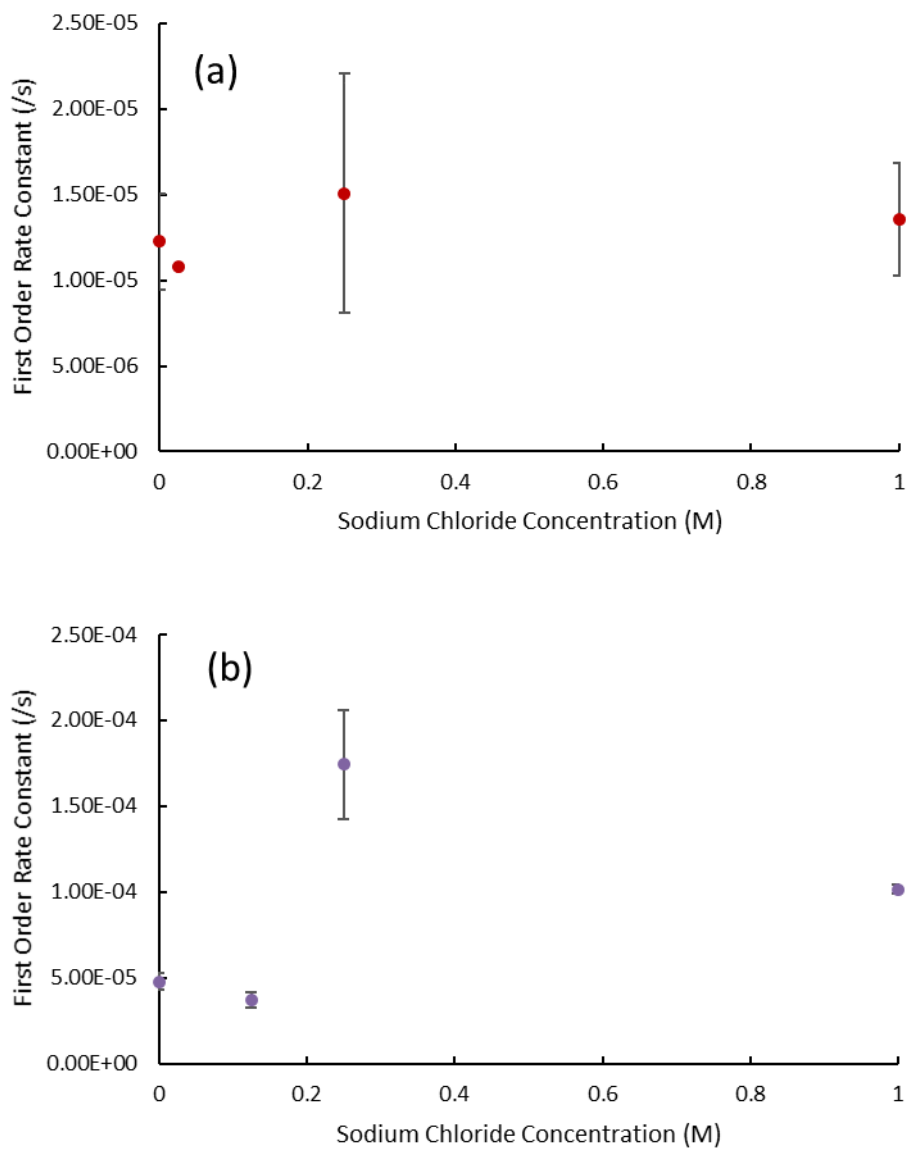 2.50E-05
(a)
2.00E-05
1.50E-05
1.00E-05
5.00E-06
0.00E+00
First Order Rate Constant (/s)
0 0.2 0.4 0.6 0.8 1
Sodium Chloride Concentration (M)
2.50E-04
(b)
2.00E-04
1.50E-04
1.00E-04
5.00E-05
0.00E+00
First Order Rate Constant (/s)
0 0.2 0.4 0.6 0.8 1
Sodium Chloride Concentration (M)